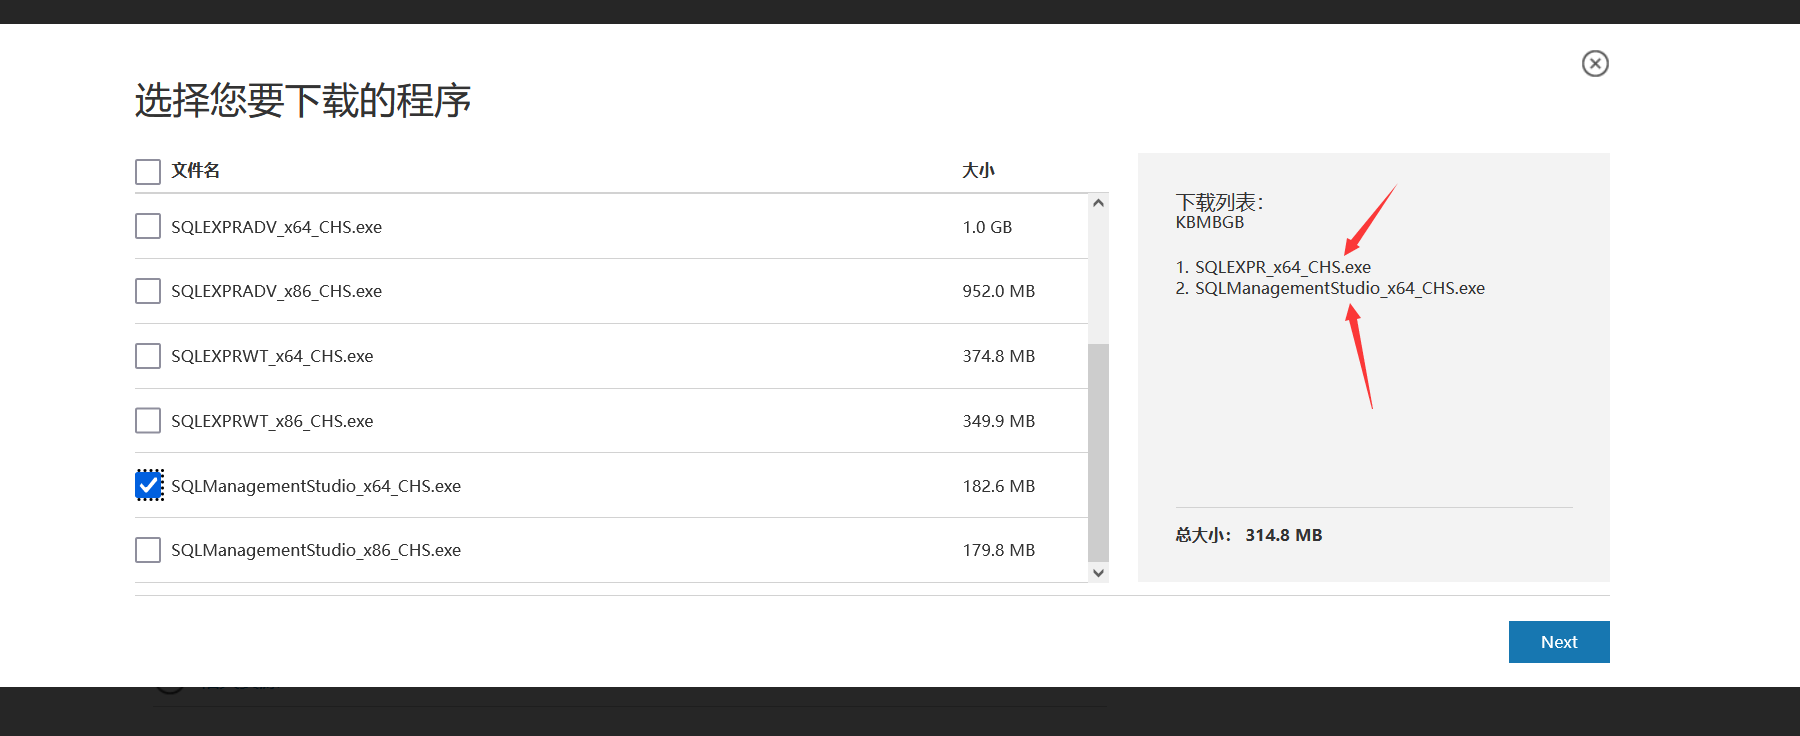 选择您要下载的程序
文件名 大小
SQLEXPRADV_x64_CHS.exe 1.0 GB
SQLEXPRADV_x86_CHS.exe 952.0 MB
SQLEXPRWT_x64_CHS.exe 374.8 MB
SQLEXPRWT_x86_CHS.exe 349.9 MB
SQLManagementStudio_x64_CHS.exe 182.6 MB
SQLManagementStudio_x86_CHS.exe 179.8 MB
下载列表：
KBMBGB
1. SQLEXPR_x64_CHS.exe
2. SQLManagementStudio_x64_CHS.exe
总大小： 314.8 MB
Next